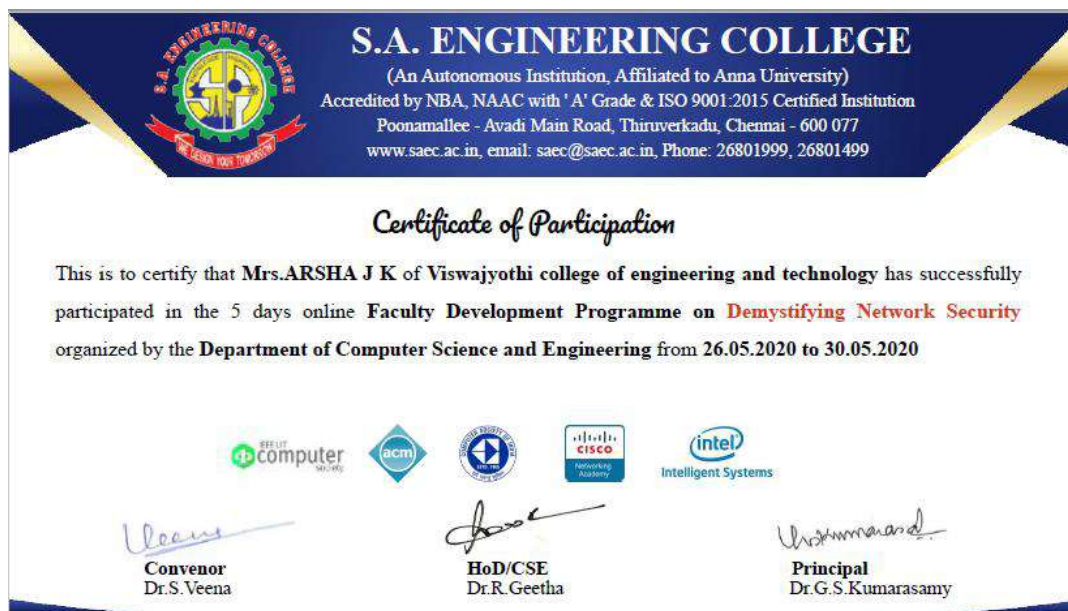 S.A. ENGINEERING COLLEGE
(An Autonomous Institution, Affiliated to Anna University)
Accredited by NBA, NAAC with ' A' Grade & ISO 9001:2015 Certified Institution
Poonamallee - Avadi Main Road, Thiruverkadu, Chennai - 600 077
www.saec.ac.in, email: saec@saec.ac.in, Phone: 26801999, 26801499
S.A. ENGINEERING COLLEGE
WE DESIGN YOUR TOMORROW
Certificate of Participation
This is to certify that Mrs.ARSHA J K of Viswajyothi college of engineering and technology has successfully
participated in the 5 days online Faculty Development Programme on Demystifying Network Security
organized by the Department of Computer Science and Engineering from 26.05.2020 to 30.05.2020
computer
society
acm
COMPUTER SOCIETY OF INDIA
CISCO
Networking
Academy
intel
Intelligent Systems
Convenor
Dr.S.Veena
HoD/CSE
Dr.R.Geetha
Principal
Dr.G.S.Kumarasamy